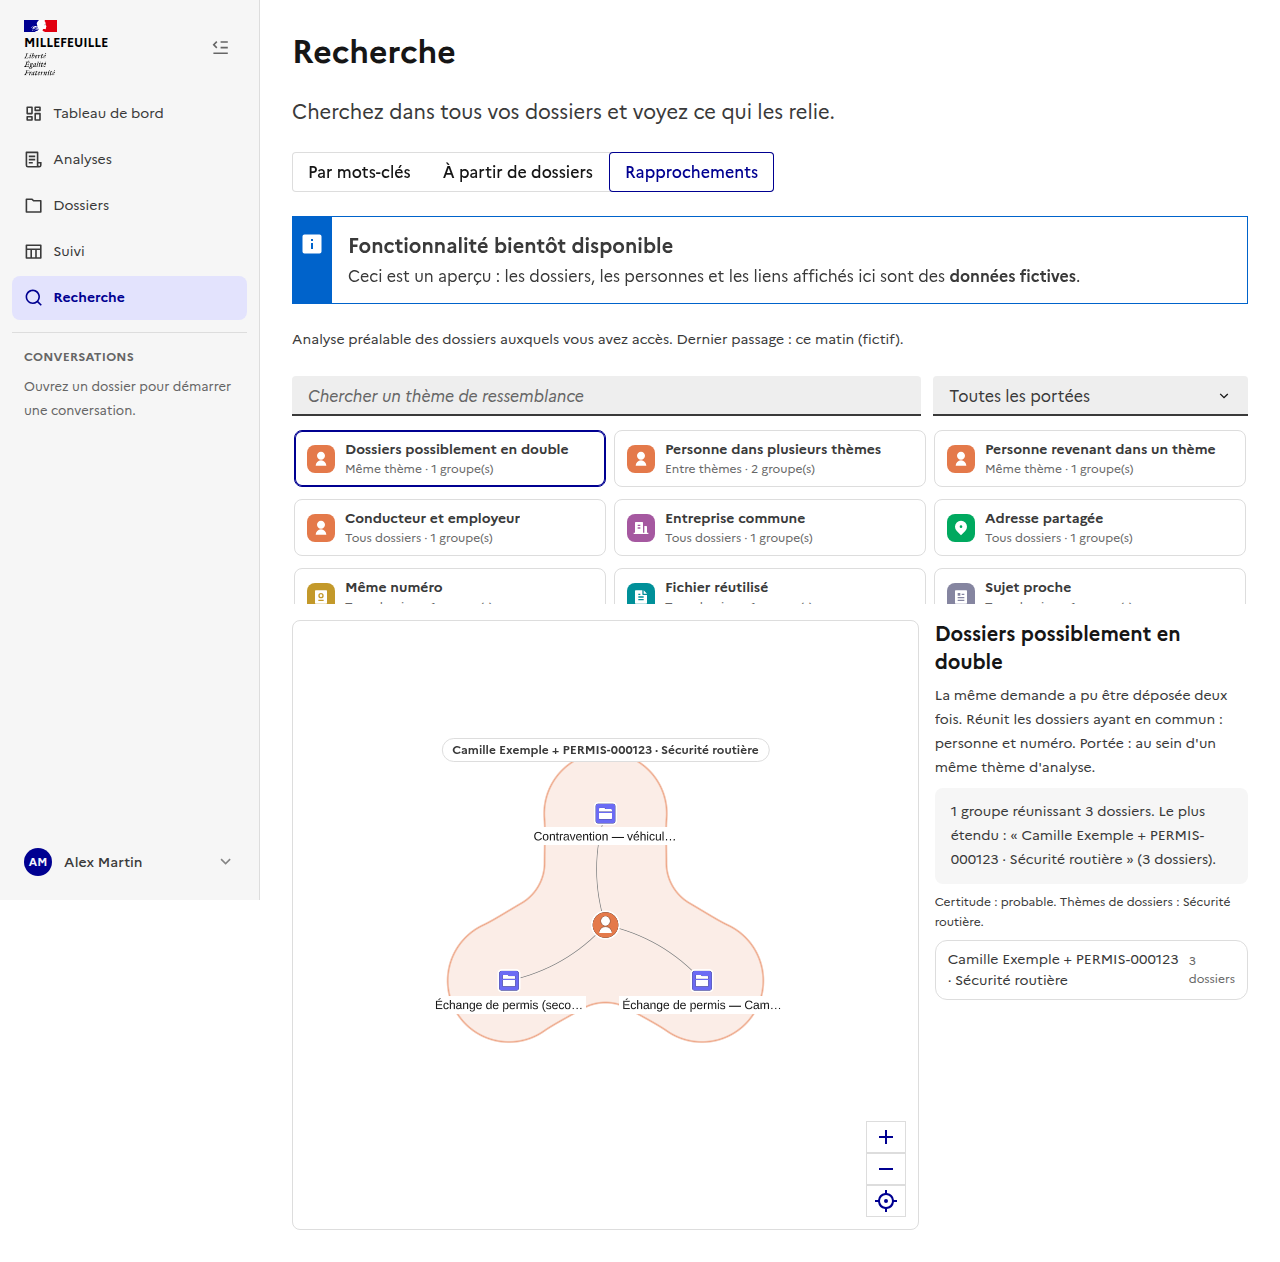 MILLEFEUILLE
Liberté
Égalité
Fraternité
Tableau de bord
Analyses
Dossiers
Suivi
Recherche
CONVERSATIONS
Ouvrez un dossier pour démarrer
une conversation.
AM
Alex Martin
Recherche
Cherchez dans tous vos dossiers et voyez ce qui les relie.
Par mots-clés
À partir de dossiers
Rapprochements
Fonctionnalité bientôt disponible
Ceci est un aperçu : les dossiers, les personnes et les liens affichés ici sont des données fictives.
Analyse préalable des dossiers auxquels vous avez accès. Dernier passage : ce matin (fictif).
Chercher un thème de ressemblance
Toutes les portées
Dossiers possiblement en double
Même thème · 1 groupe(s)
Personne dans plusieurs thèmes
Entre thèmes · 2 groupe(s)
Personne revenant dans un thème
Même thème · 1 groupe(s)
Conducteur et employeur
Tous dossiers · 1 groupe(s)
Entreprise commune
Tous dossiers · 1 groupe(s)
Adresse partagée
Tous dossiers · 1 groupe(s)
Même numéro
Fichier réutilisé
Sujet proche
Camille Exemple + PERMIS-000123 · Sécurité routière
Contravention — véhicul…
Échange de permis (seco…
Échange de permis — Cam…
Dossiers possiblement en
double
La même demande a pu être déposée deux
fois. Réunit les dossiers ayant en commun :
personne et numéro. Portée : au sein d'un
même thème d'analyse.
1 groupe réunissant 3 dossiers. Le plus
étendu : « Camille Exemple + PERMIS-
000123 · Sécurité routière » (3 dossiers).
Certitude : probable. Thèmes de dossiers : Sécurité
routière.
Camille Exemple + PERMIS-000123
· Sécurité routière
3
dossiers